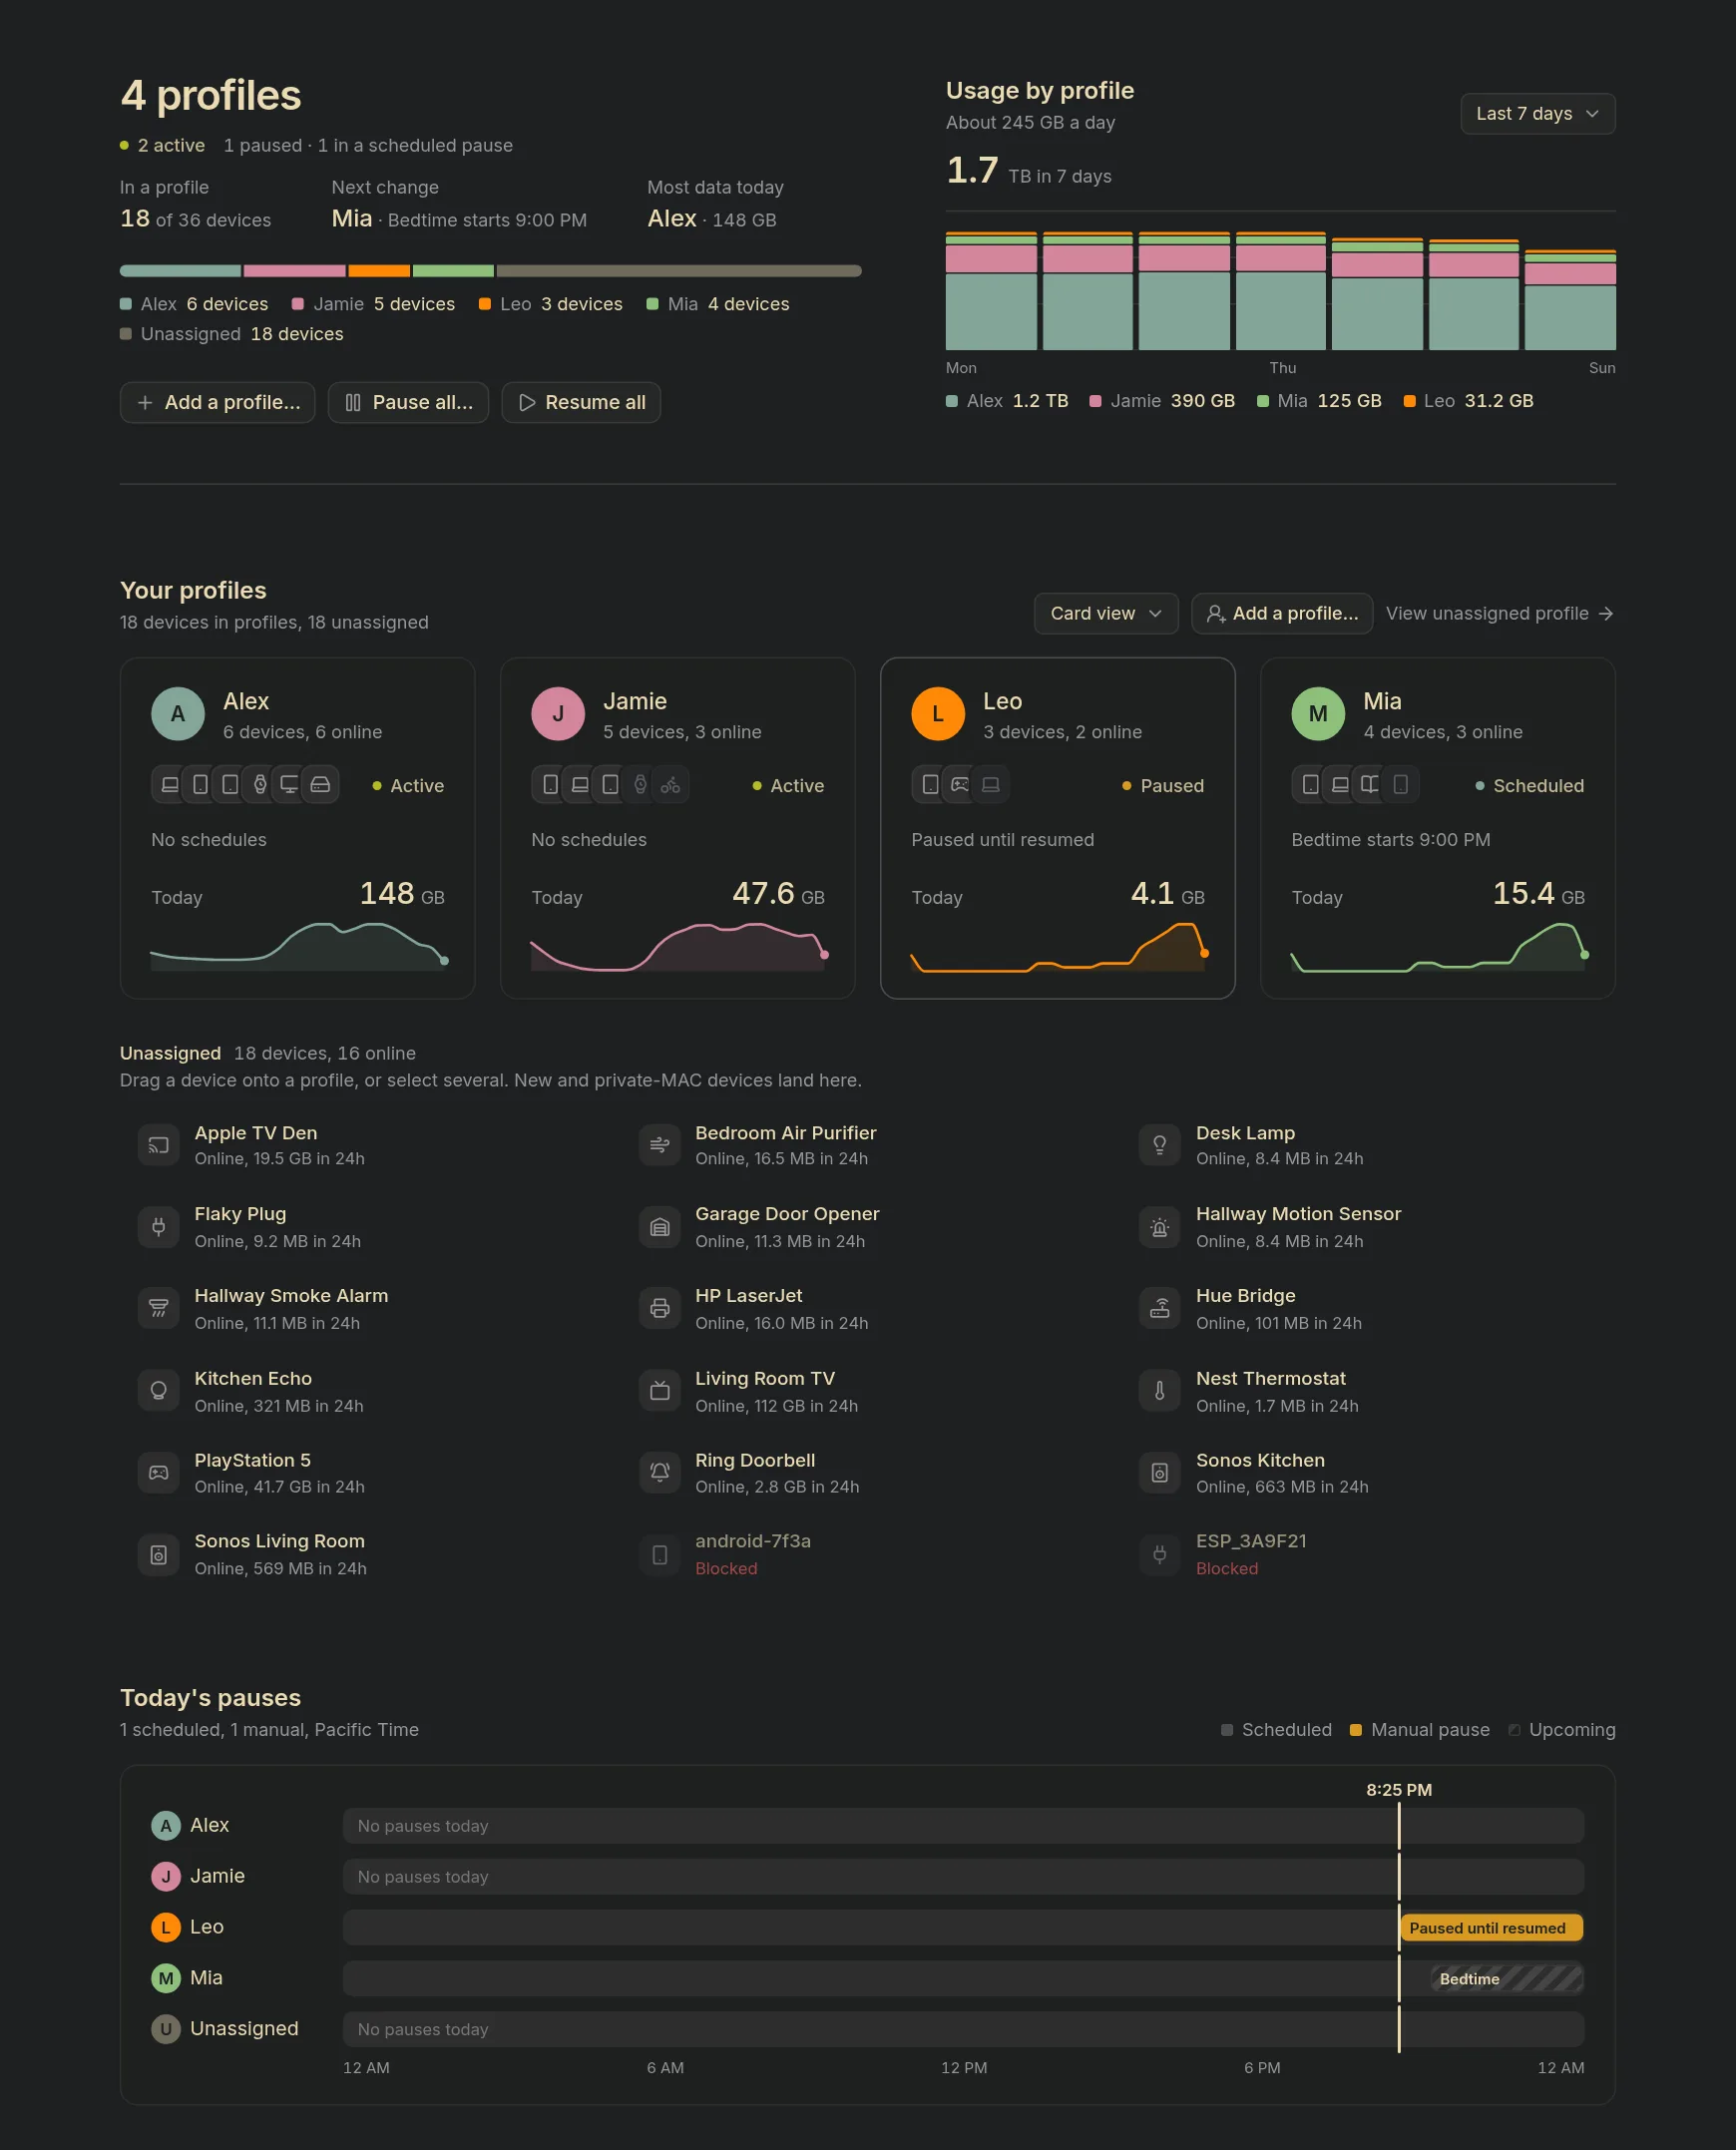 4 profiles
2 active 1 paused · 1 in a scheduled pause
In a profile
18 of 36 devices
Next change
Mia · Bedtime starts 9:00 PM
Most data today
Alex · 148 GB
Alex 6 devices Jamie 5 devices Leo 3 devices Mia 4 devices
Unassigned 18 devices
Add a profile... Pause all... Resume all
Usage by profile
About 245 GB a day
Last 7 days
1.7 TB in 7 days
Mon Thu Sun
Alex 1.2 TB Jamie 390 GB Mia 125 GB Leo 31.2 GB
Your profiles
18 devices in profiles, 18 unassigned
Card view Add a profile... View unassigned profile
A
Alex
6 devices, 6 online
Active
No schedules
Today 148 GB
J
Jamie
5 devices, 3 online
Active
No schedules
Today 47.6 GB
L
Leo
3 devices, 2 online
Paused
Paused until resumed
Today 4.1 GB
M
Mia
4 devices, 3 online
Scheduled
Bedtime starts 9:00 PM
Today 15.4 GB
Unassigned 18 devices, 16 online
Drag a device onto a profile, or select several. New and private-MAC devices land here.
Apple TV Den
Online, 19.5 GB in 24h
Bedroom Air Purifier
Online, 16.5 MB in 24h
Desk Lamp
Online, 8.4 MB in 24h
Flaky Plug
Online, 9.2 MB in 24h
Garage Door Opener
Online, 11.3 MB in 24h
Hallway Motion Sensor
Online, 8.4 MB in 24h
Hallway Smoke Alarm
Online, 11.1 MB in 24h
HP LaserJet
Online, 16.0 MB in 24h
Hue Bridge
Online, 101 MB in 24h
Kitchen Echo
Online, 321 MB in 24h
Living Room TV
Online, 112 GB in 24h
Nest Thermostat
Online, 1.7 MB in 24h
PlayStation 5
Online, 41.7 GB in 24h
Ring Doorbell
Online, 2.8 GB in 24h
Sonos Kitchen
Online, 663 MB in 24h
Sonos Living Room
Online, 569 MB in 24h
android-7f3a
Blocked
ESP_3A9F21
Blocked
Today's pauses
1 scheduled, 1 manual, Pacific Time
Scheduled Manual pause Upcoming
8:25 PM
A Alex No pauses today
J Jamie No pauses today
L Leo Paused until resumed
M Mia Bedtime
U Unassigned No pauses today
12 AM 6 AM 12 PM 6 PM 12 AM